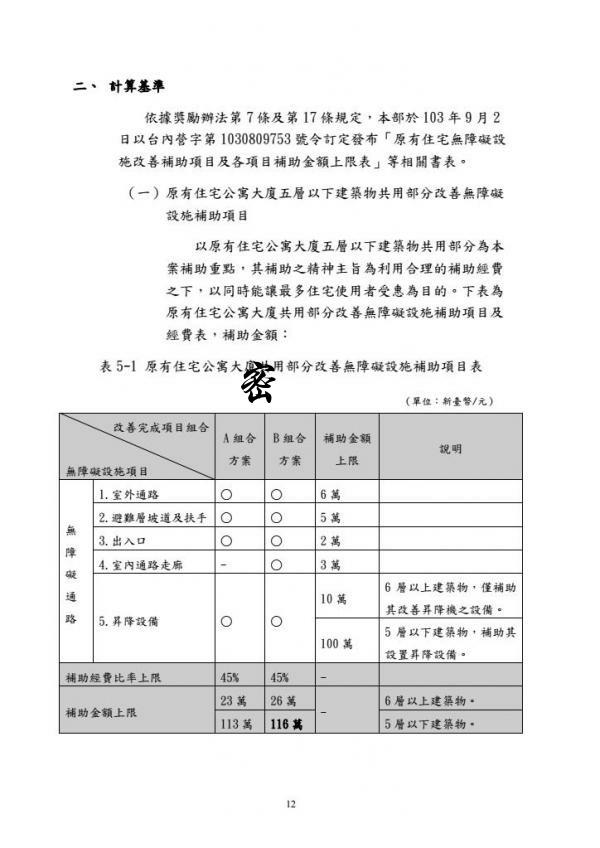 二、 計算基準
依據獎勵辦法第 7 條及第 17 條規定，本部於 103 年 9 月 2
日以台內營字第 1030809753 號令訂定發布「原有住宅無障礙設
施改善補助項目及各項目補助金額上限表」等相關書表。
（一）原有住宅公寓大廈五層以下建築物共用部分改善無障礙
設施補助項目
以原有住宅公寓大廈五層以下建築物共用部分為本
案補助重點，其補助之精神主旨為利用合理的補助經費
之下，以同時能讓最多住宅使用者受惠為目的。下表為
原有住宅公寓大廈共用部分改善無障礙設施補助項目及
經費表，補助金額：
表 5-1 原有住宅公寓大廈共用部分改善無障礙設施補助項目表
密
（單位：新臺幣/元）
改善完成項目組合
無障礙設施項目
A 組合
方案
B 組合
方案
補助金額
上限
說明
無障礙通路
1.室外通路 ○ ○ 6 萬
2.避難層坡道及扶手 ○ ○ 5 萬
3.出入口 ○ ○ 2 萬
4.室內通路走廊 - ○ 3 萬
5.昇降設備 ○ ○
10 萬
6 層以上建築物，僅補助
其改善昇降機之設備。
100 萬
5 層以下建築物，補助其
設置昇降設備。
補助經費比率上限 45% 45% -
補助金額上限
23 萬 26 萬 - 6 層以上建築物。
113 萬 116 萬 5 層以下建築物。
12